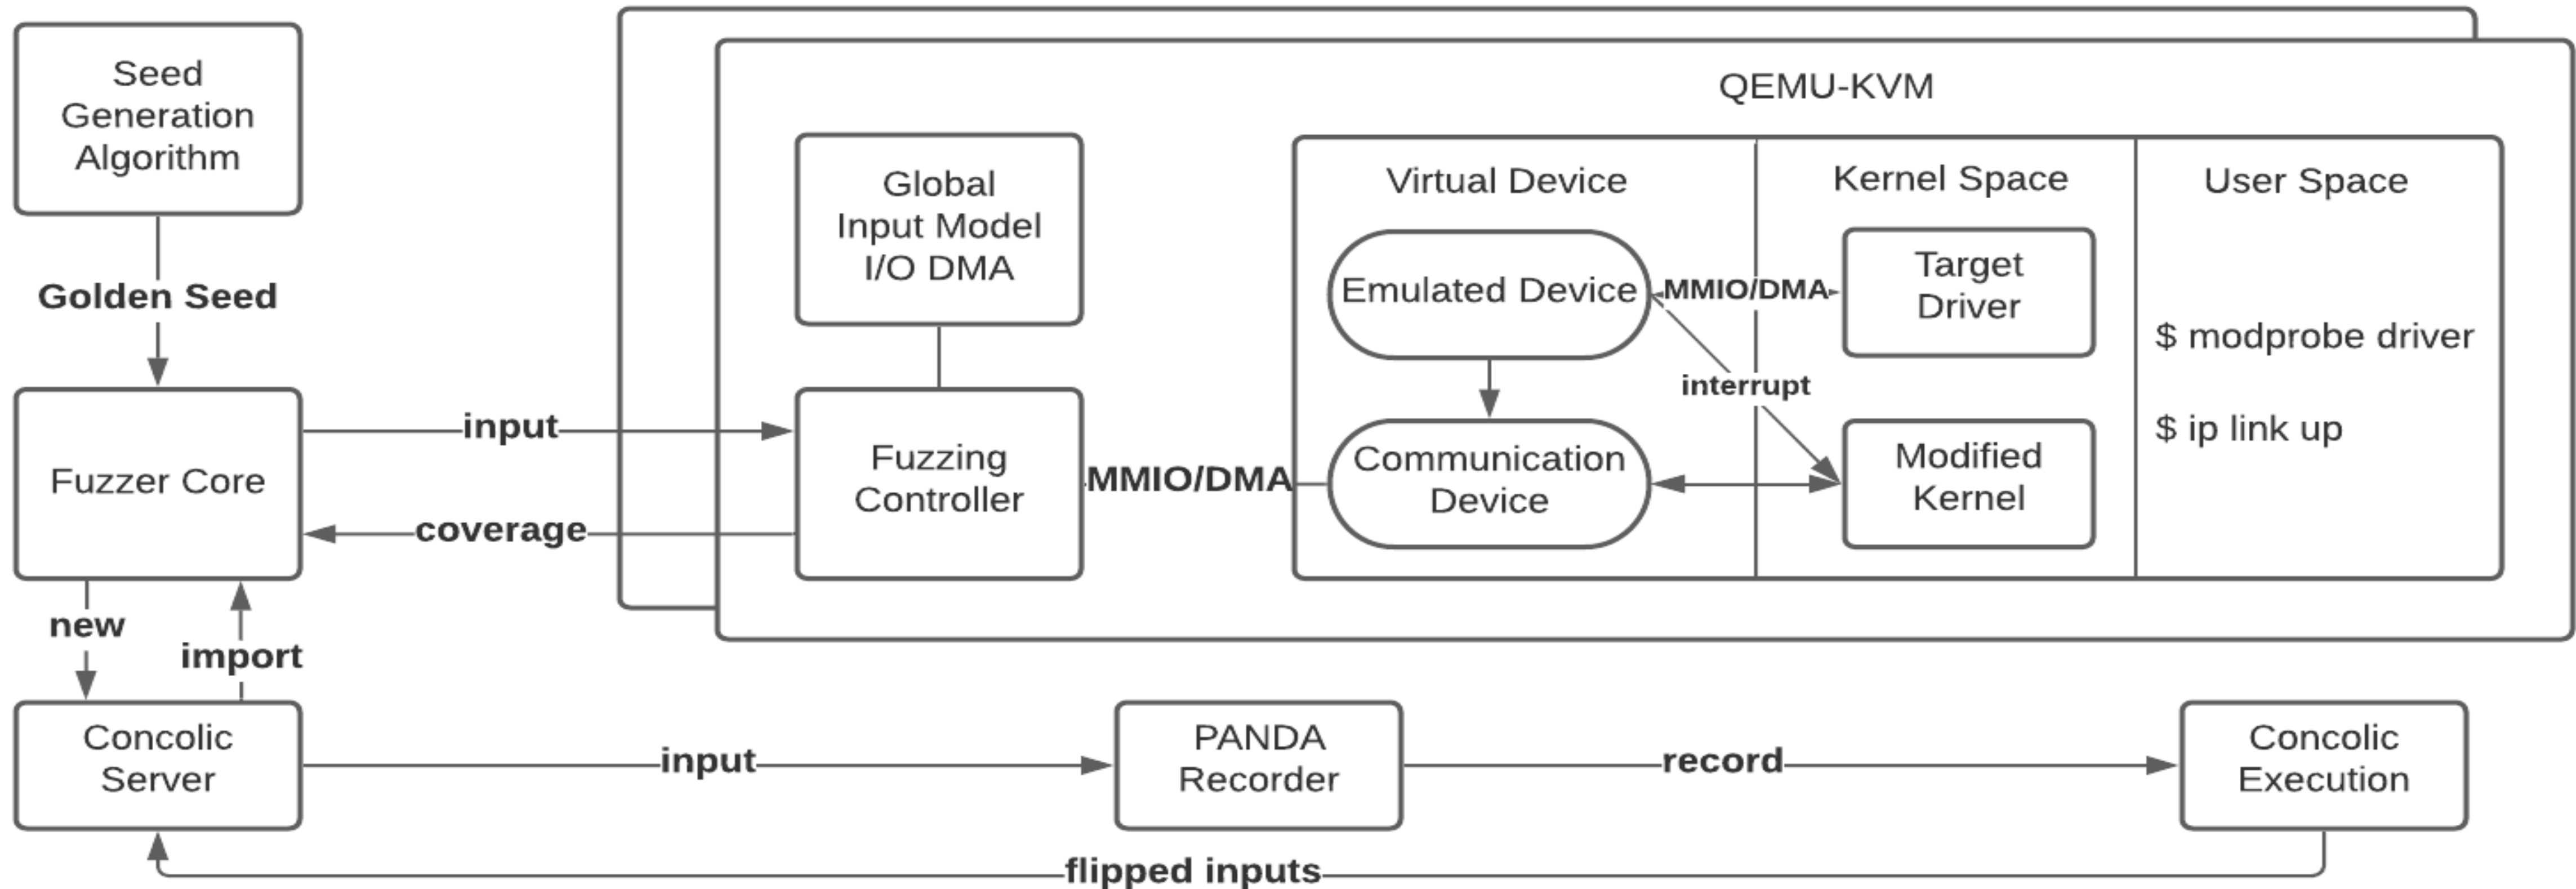 Seed
Generation
Algorithm
Golden Seed
Fuzzer Core
input
coverage
new
import
Concolic
Server
QEMU-KVM
Global
Input Model
I/O DMA
Fuzzing
Controller
MMIO/DMA
Virtual Device
Emulated Device
Communication
Device
MMIO/DMA
interrupt
Kernel Space
Target
Driver
Modified
Kernel
User Space
$ modprobe driver
$ ip link up
input
PANDA
Recorder
record
Concolic
Execution
flipped inputs